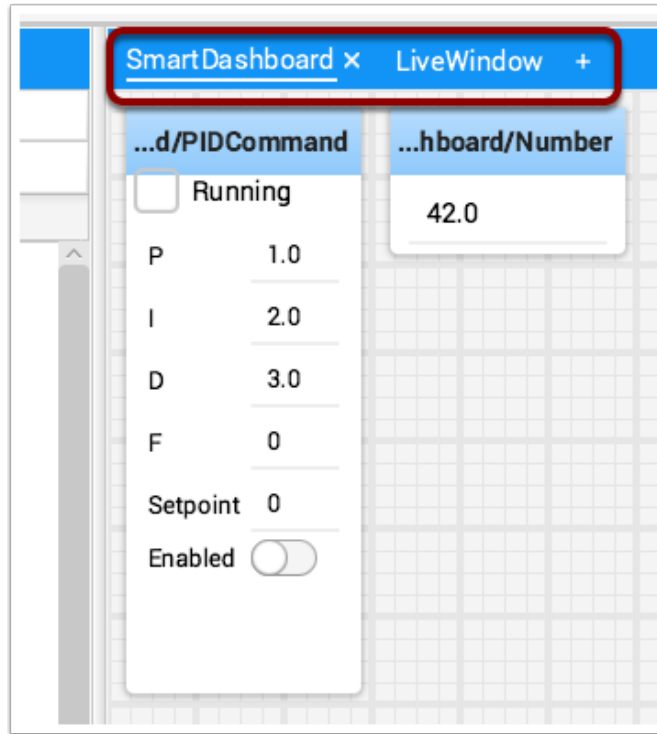 SmartDashboard × LiveWindow +
...d/PIDCommand
Running
P 1.0
I 2.0
D 3.0
F 0
Setpoint 0
Enabled
...hboard/Number
42.0